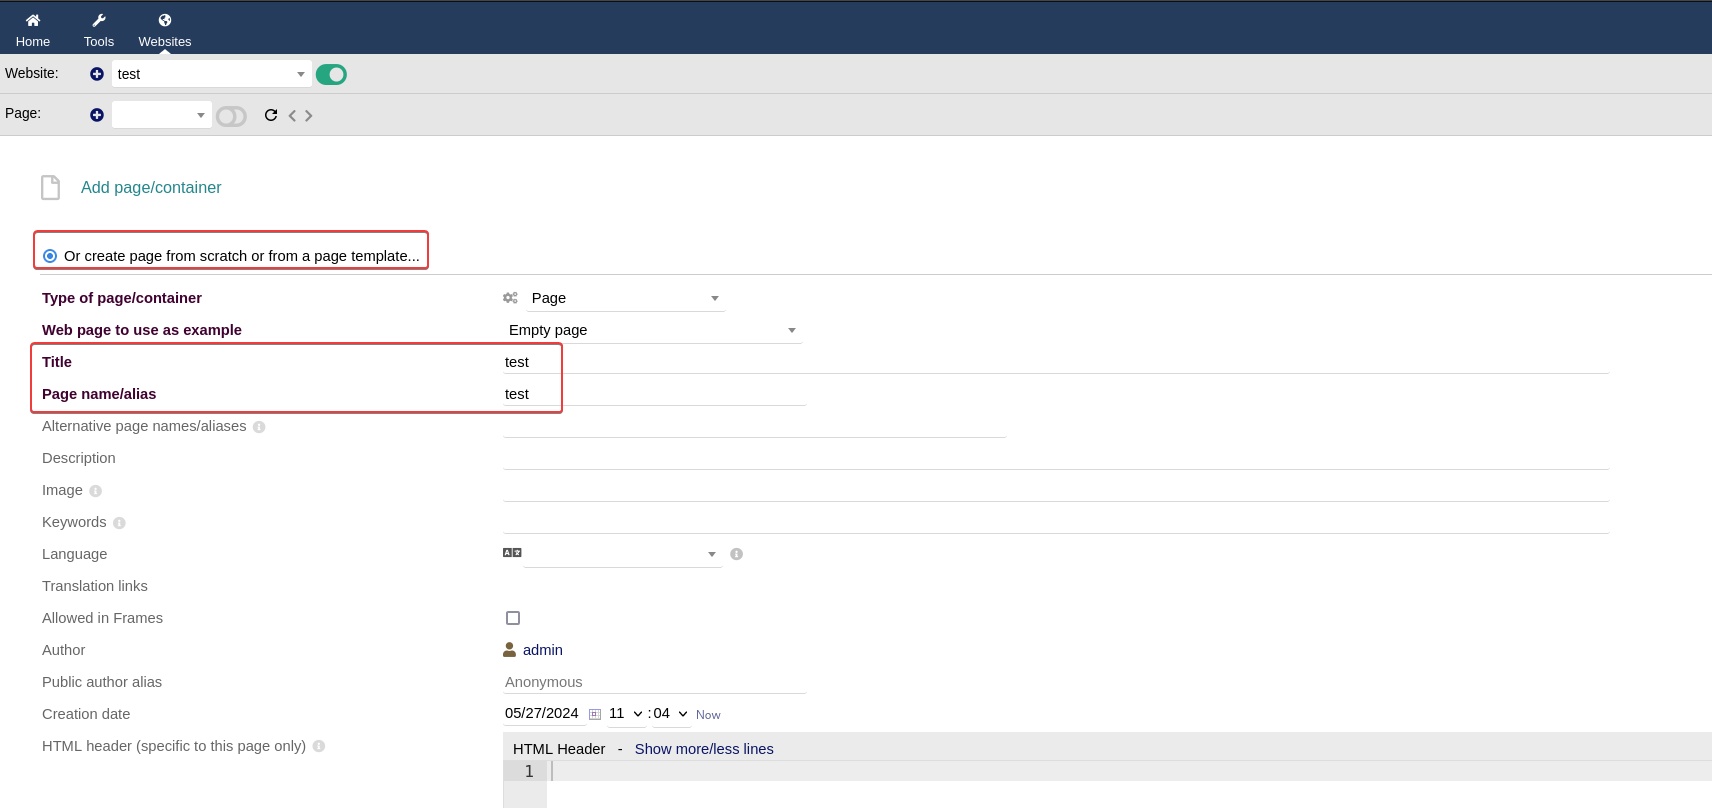 Home Tools Websites
Website: test
Page:
Add page/container
Or create page from scratch or from a page template...
Type of page/container Page
Web page to use as example Empty page
Title test
Page name/alias test
Alternative page names/aliases
Description
Image
Keywords
Language
Translation links
Allowed in Frames
Author admin
Public author alias Anonymous
Creation date 05/27/2024 11 : 04 Now
HTML header (specific to this page only)
HTML Header - Show more/less lines
1